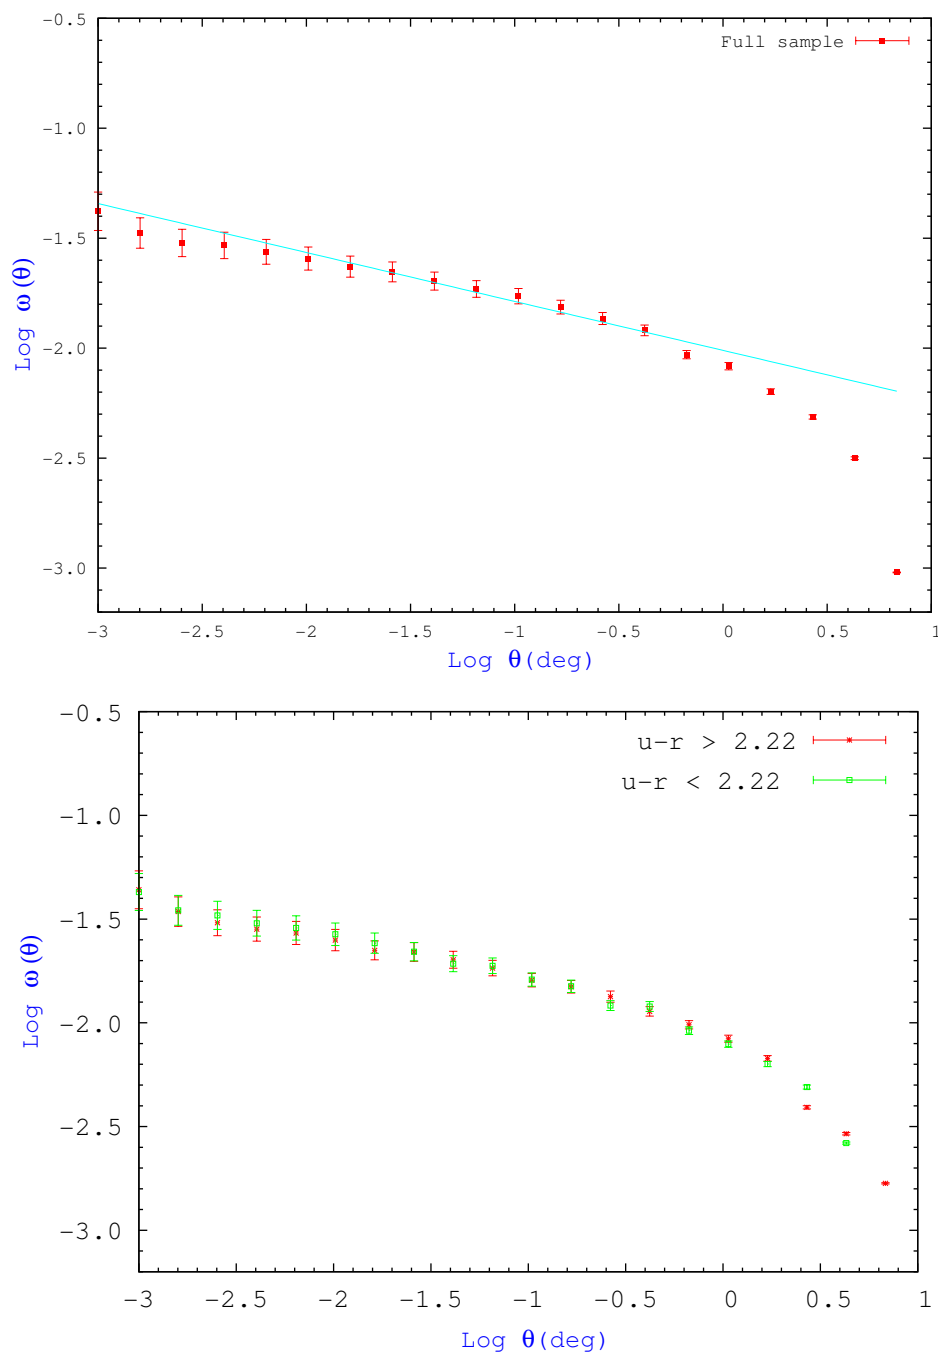 −0.5
Full sample
−1.0
−1.5
Log ω(θ)
−2.0
−2.5
−3.0
−3 −2.5 −2 −1.5 −1 −0.5 0 0.5 1
Log θ(deg)
−0.5
u−r > 2.22
u−r < 2.22
−1.0
−1.5
Log ω(θ)
−2.0
−2.5
−3.0
−3 −2.5 −2 −1.5 −1 −0.5 0 0.5 1
Log θ(deg)